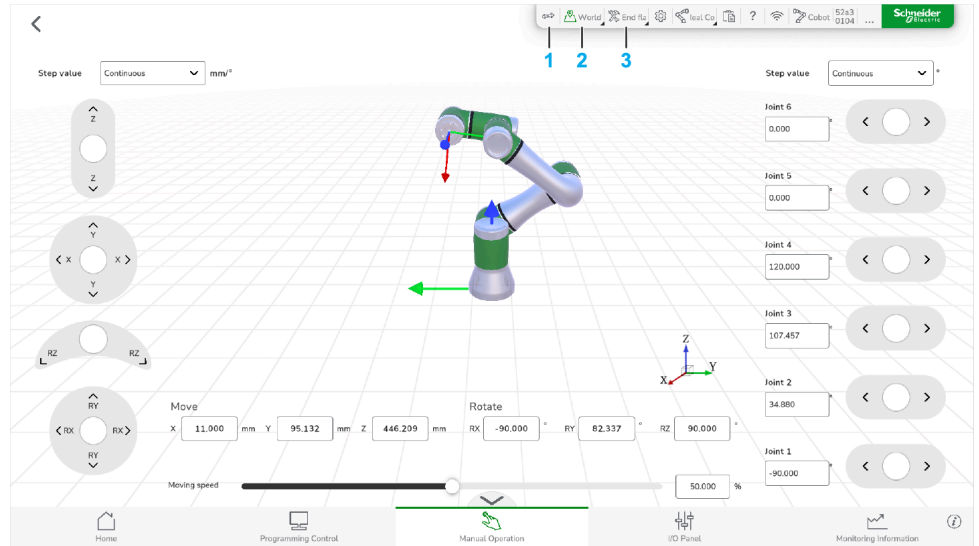 World
End fla
leal Co
?
Cobot
52a3
0104
...
Schneider
Electric
1 2 3
Step value Continuous mm/°
Step value Continuous °
Z
Z
Y
X X
Y
RZ RZ
RY
RX RX
RY
Joint 6
0.000 °
Joint 5
0.000 °
Joint 4
120.000 °
Joint 3
107.457 °
Joint 2
34.880 °
Joint 1
-90.000 °
Z
Y
X
Move
X 11.000 mm Y 95.132 mm Z 446.209 mm
Rotate
RX -90.000 ° RY 82.337 ° RZ 90.000 °
Moving speed 50.000 %
Home
Programming Control
Manual Operation
I/O Panel
Monitoring Information
i